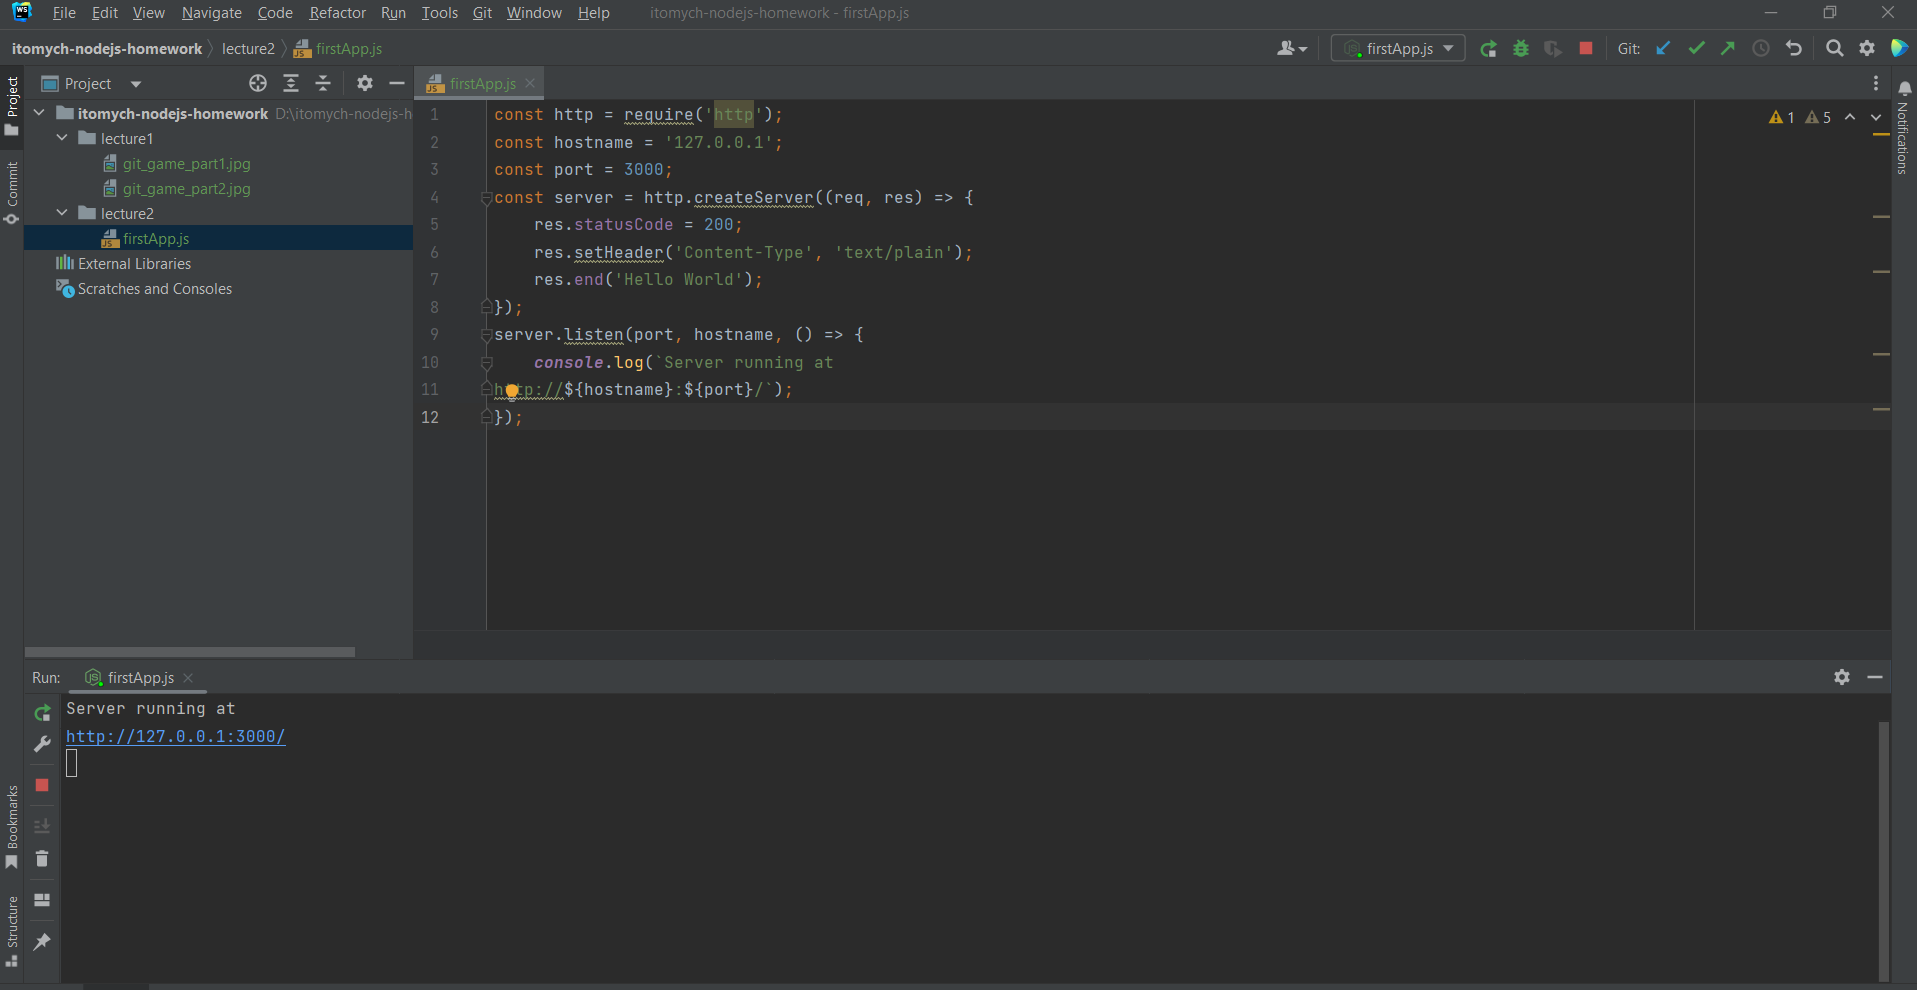 WS File Edit View Navigate Code Refactor Run Tools Git Window Help itomych-nodejs-homework - firstApp.js
itomych-nodejs-homework lecture2 JS firstApp.js firstApp.js Git:
Project
Project
firstApp.js
itomych-nodejs-homework D:\itomych-nodejs-h
lecture1
git_game_part1.jpg
git_game_part2.jpg
lecture2
JS firstApp.js
External Libraries
Scratches and Consoles
Commit
1 const http = require('http');
2 const hostname = '127.0.0.1';
3 const port = 3000;
4 const server = http.createServer((req, res) => {
5 res.statusCode = 200;
6 res.setHeader('Content-Type', 'text/plain');
7 res.end('Hello World');
8 });
9 server.listen(port, hostname, () => {
10 console.log(`Server running at
11 http://${hostname}:${port}/`);
12 });
1 5
Notifications
Run: firstApp.js
Server running at
http://127.0.0.1:3000/
Bookmarks
Structure